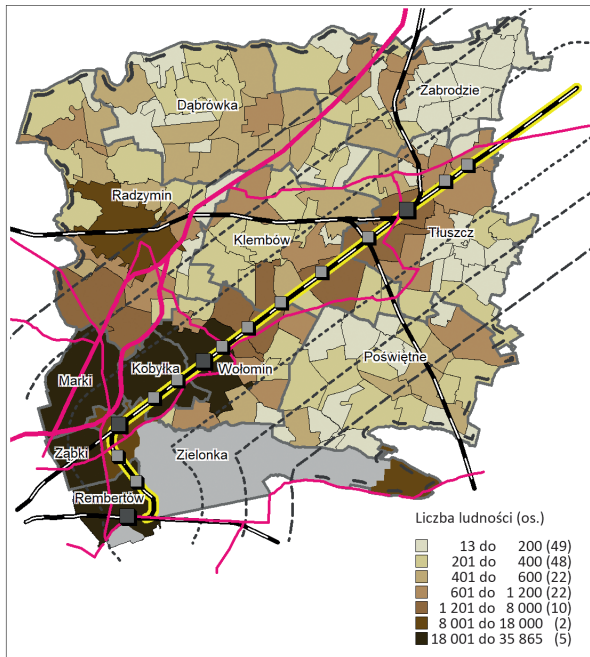 Zabrodzie
Dąbrówka
Radzymin
Klembów
Tłuszcz
Poświętne
Kobyłka
Wołomin
Marki
Ząbki
Zielonka
Rembertów
Liczba ludności (os.)
13 do 200 (49)
201 do 400 (48)
401 do 600 (22)
601 do 1 200 (22)
1 201 do 8 000 (10)
8 001 do 18 000 (2)
18 001 do 35 865 (5)